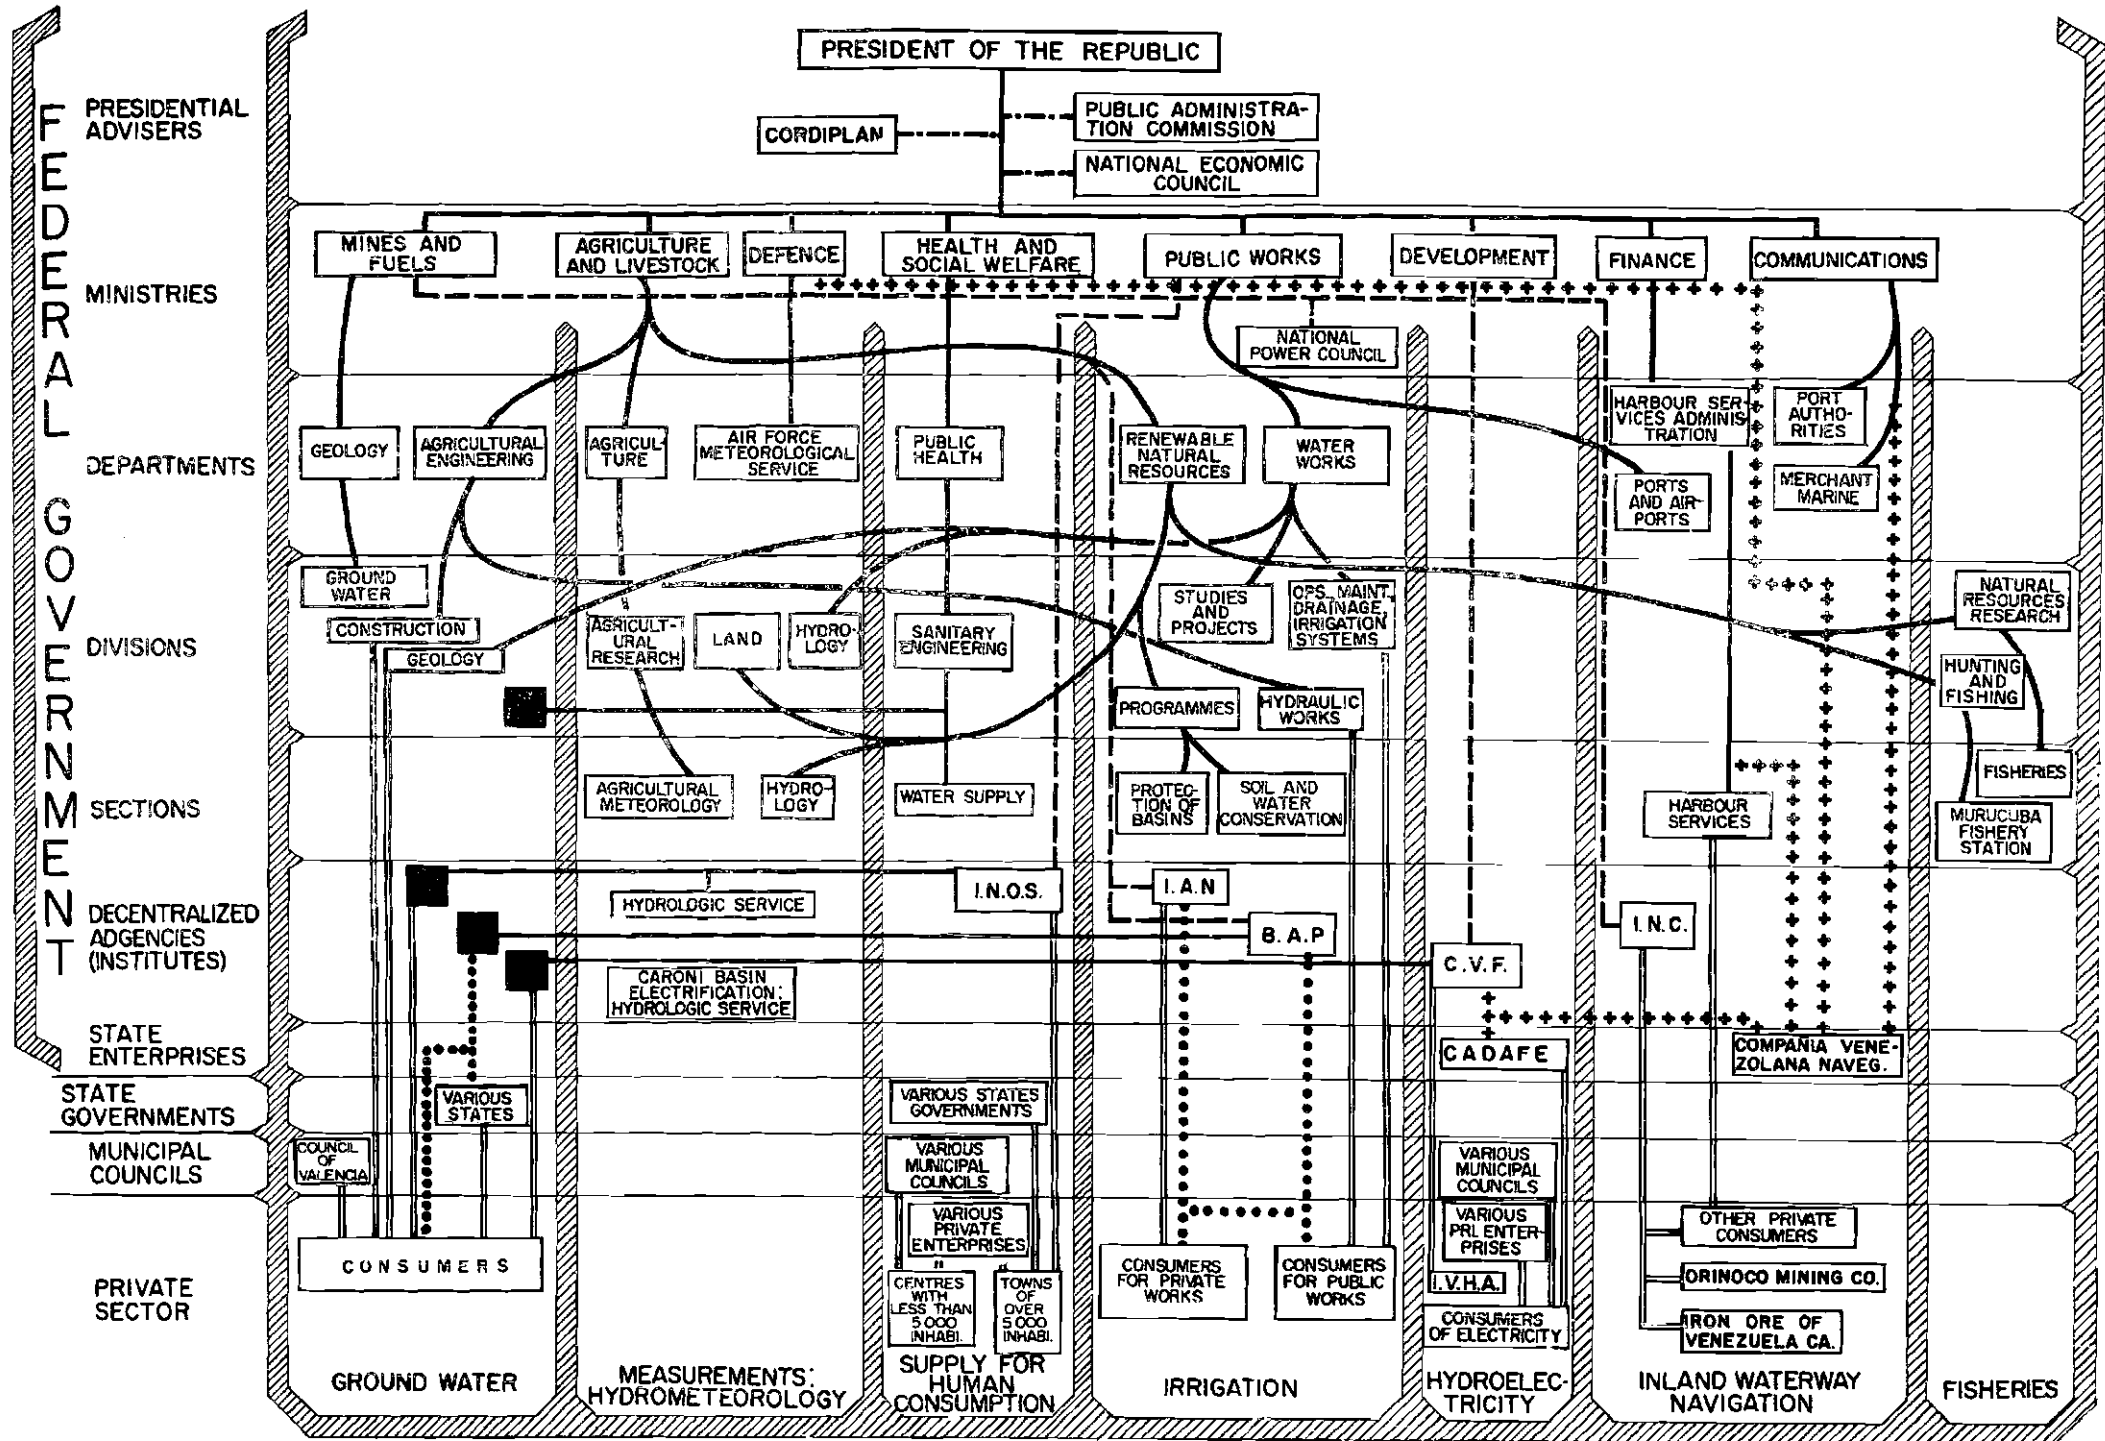 PRESIDENT OF THE REPUBLIC
FEDERAL GOVERNMENT
PRESIDENTIAL
ADVISERS
CORDIPLAN
PUBLIC ADMINISTRA-
TION COMMISSION
NATIONAL ECONOMIC
COUNCIL
MINISTRIES
MINES AND
FUELS
AGRICULTURE
AND LIVESTOCK
DEFENCE
HEALTH AND
SOCIAL WELFARE
PUBLIC WORKS
DEVELOPMENT
FINANCE
COMMUNICATIONS
NATIONAL
POWER COUNCIL
DEPARTMENTS
GEOLOGY
AGRICULTURAL
ENGINEERING
AGRICUL-
TURE
AIR FORCE
METEOROLOGICAL
SERVICE
PUBLIC
HEALTH
RENEWABLE
NATURAL
RESOURCES
WATER
WORKS
HARBOUR SER-
VICES ADMINIS-
TRATION
PORT
AUTHO-
RITIES
PORTS
AND AIR-
PORTS
MERCHANT
MARINE
DIVISIONS
GROUND
WATER
CONSTRUCTION
GEOLOGY
AGRICULT-
URAL
RESEARCH
LAND
HYDRO-
LOGY
SANITARY
ENGINEERING
STUDIES
AND
PROJECTS
OPS. MAINT.
DRAINAGE,
IRRIGATION
SYSTEMS
PROGRAMMES
HYDRAULIC
WORKS
NATURAL
RESOURCES
RESEARCH
HUNTING
AND
FISHING
SECTIONS
AGRICULTURAL
METEOROLOGY
HYDRO-
LOGY
WATER SUPPLY
PROTEC-
TION OF
BASINS
SOIL AND
WATER
CONSERVATION
HARBOUR
SERVICES
FISHERIES
MURUCUBA
FISHERY
STATION
DECENTRALIZED
ADGENCIES
(INSTITUTES)
HYDROLOGIC SERVICE
I.N.O.S.
I.A.N
B.A.P
C.V.F.
I.N.C.
CARONI BASIN
ELECTRIFICATION:
HYDROLOGIC SERVICE
STATE
ENTERPRISES
CADAFE
COMPAÑIA VENE-
ZOLANA NAVEG.
STATE
GOVERNMENTS
VARIOUS
STATES
VARIOUS STATES
GOVERNMENTS
MUNICIPAL
COUNCILS
COUNCIL
OF
VALENCIA
VARIOUS
MUNICIPAL
COUNCILS
VARIOUS
MUNICIPAL
COUNCILS
PRIVATE
SECTOR
CONSUMERS
VARIOUS
PRIVATE
ENTERPRISES
CENTRES
WITH
LESS THAN
5000
INHABI.
TOWNS
OF
OVER
5000
INHABI.
CONSUMERS
FOR PRIVATE
WORKS
CONSUMERS
FOR PUBLIC
WORKS
VARIOUS
PRI.ENTER-
PRISES
I.V.H.A.
CONSUMERS
OF ELECTRICITY
OTHER PRIVATE
CONSUMERS
ORINOCO MINING CO.
IRON ORE OF
VENEZUELA CA.
GROUND WATER
MEASUREMENTS:
HYDROMETEOROLOGY
SUPPLY FOR
HUMAN
CONSUMPTION
IRRIGATION
HYDROELEC-
TRICITY
INLAND WATERWAY
NAVIGATION
FISHERIES